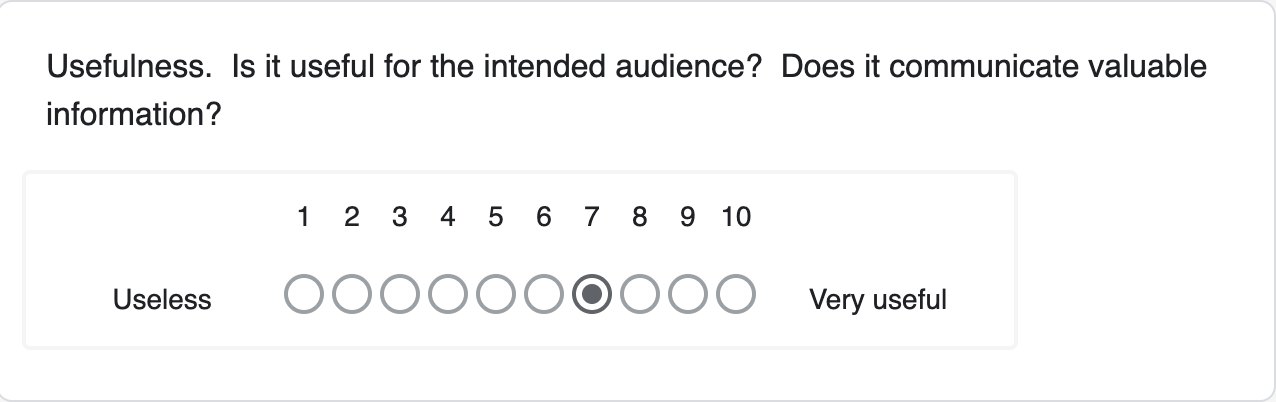 Usefulness.  Is it useful for the intended audience?  Does it communicate valuable
information?
1 2 3 4 5 6 7 8 9 10
Useless Very useful